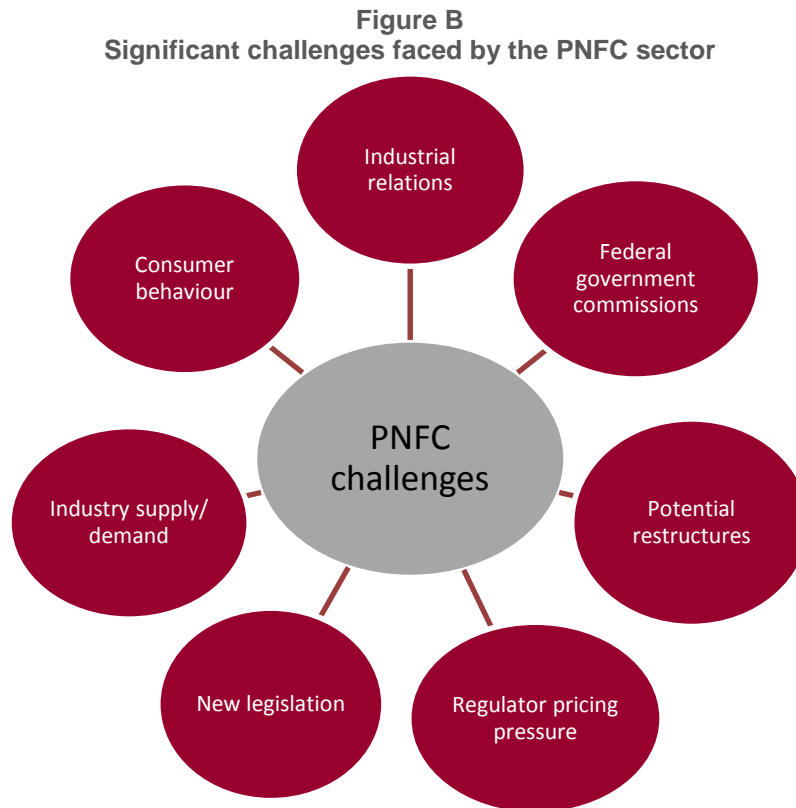 Figure B
Significant challenges faced by the PNFC sector
Industrial
relations
Federal
government
commissions
Potential
restructures
Regulator pricing
pressure
New legislation
Industry supply/
demand
Consumer
behaviour
PNFC
challenges